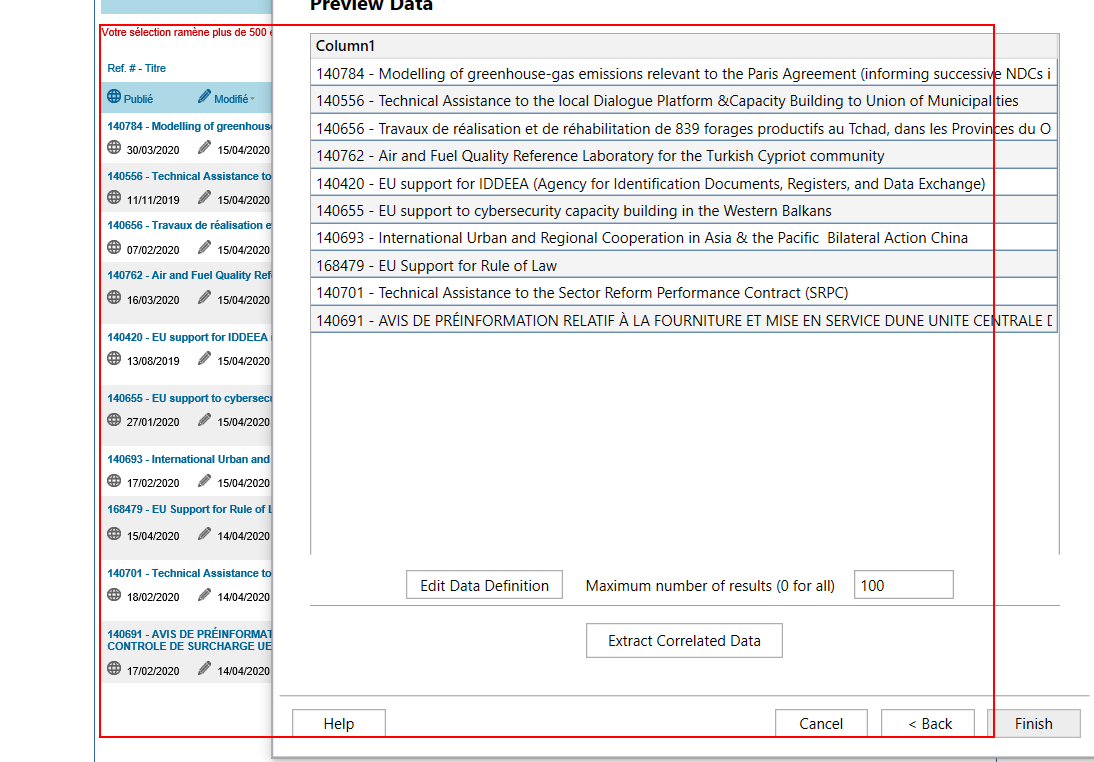 Preview Data
Votre sélection ramène plus de 500
Ref. # - Titre
Publié Modifié
140784 - Modelling of greenhous
30/03/2020 15/04/2020
140556 - Technical Assistance to
11/11/2019 15/04/2020
140656 - Travaux de réalisation e
07/02/2020 15/04/2020
140762 - Air and Fuel Quality Ref
16/03/2020 15/04/2020
140420 - EU support for IDDEEA
13/08/2019 15/04/2020
140655 - EU support to cybersecu
27/01/2020 15/04/2020
140693 - International Urban and
17/02/2020 15/04/2020
168479 - EU Support for Rule of L
15/04/2020 14/04/2020
140701 - Technical Assistance to
18/02/2020 14/04/2020
140691 - AVIS DE PRÉINFORMAT
CONTROLE DE SURCHARGE UE
17/02/2020 14/04/2020
Column1
140784 - Modelling of greenhouse-gas emissions relevant to the Paris Agreement (informing successive NDCs i
140556 - Technical Assistance to the local Dialogue Platform &Capacity Building to Union of Municipalities
140656 - Travaux de réalisation et de réhabilitation de 839 forages productifs au Tchad, dans les Provinces du O
140762 - Air and Fuel Quality Reference Laboratory for the Turkish Cypriot community
140420 - EU support for IDDEEA (Agency for Identification Documents, Registers, and Data Exchange)
140655 - EU support to cybersecurity capacity building in the Western Balkans
140693 - International Urban and Regional Cooperation in Asia & the Pacific  Bilateral Action China
168479 - EU Support for Rule of Law
140701 - Technical Assistance to the Sector Reform Performance Contract (SRPC)
140691 - AVIS DE PRÉINFORMATION RELATIF À LA FOURNITURE ET MISE EN SERVICE DUNE UNITE CENTRALE D
Edit Data Definition Maximum number of results (0 for all) 100
Extract Correlated Data
Help Cancel < Back Finish